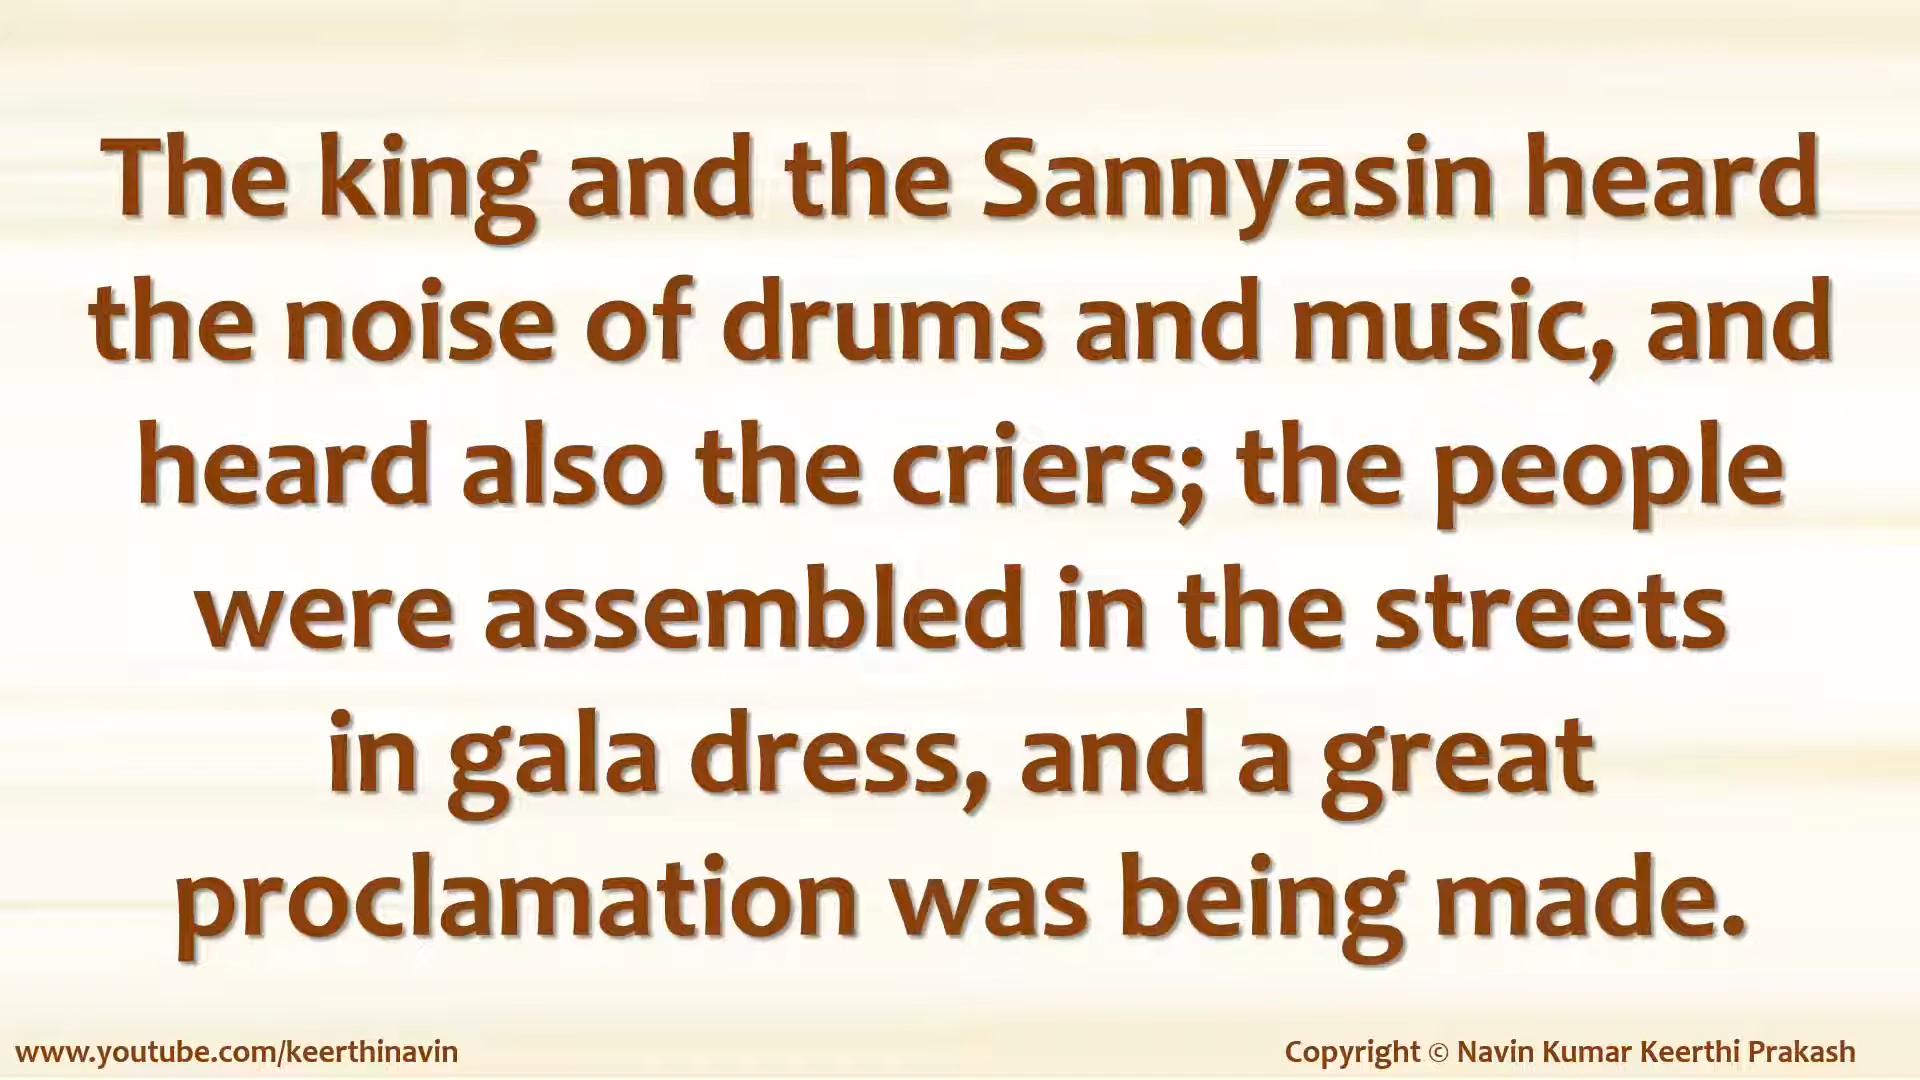 The king and the Sannyasin heard
the noise of drums and music, and
heard also the criers; the people
were assembled in the streets
in gala dress, and a great
proclamation was being made.
www.youtube.com/keerthinavin
Copyright © Navin Kumar Keerthi Prakash